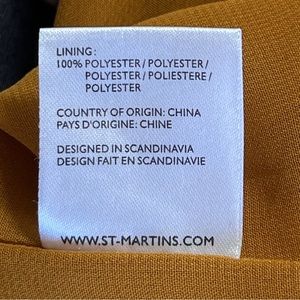 LINING:
100% POLYESTER / POLYESTER /
POLYESTER / POLIESTERE /
POLYESTER
COUNTRY OF ORIGIN: CHINA
PAYS D'ORIGINE: CHINE
DESIGNED IN SCANDINAVIA
DESIGN FAIT EN SCANDINAVIE
WWW.ST-MARTINS.COM